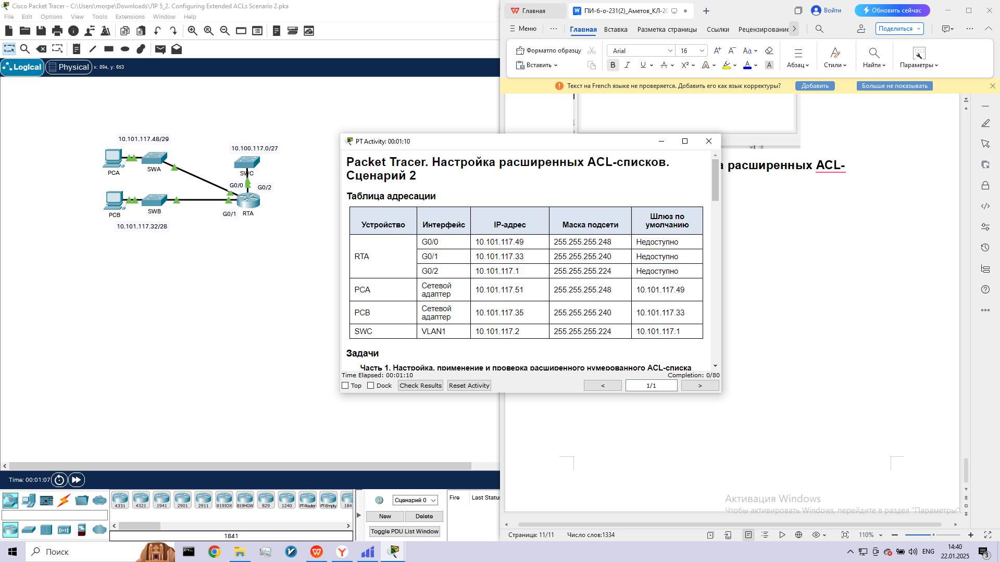 Cisco Packet Tracer - C:\Users\morpe\Downloads\ЛР 5_2. Configuring Extended ACLs Scenario 2.pka
File Edit Options View Tools Extensions Window Help
Logical
Physical
x: 894, y: 653
10.101.117.48/29
10.100.117.0/27
PCA
SWA
SWC
G0/0
G0/2
PCB
SWB
G0/1
RTA
10.101.117.32/28
Time: 00:01:07
4331 4321 1941 2901 2911 819IOX 819HGW 829 1240 PT-Router PT-Empty 184
1841
Сценарий 0
New
Delete
Toggle PDU List Window
Fire
Last Status
Главная
ПИ-б-о-231(2)_Аметов_КЛ-20
Войти
Обновить сейчас
Меню
Главная
Вставка
Разметка страницы
Ссылки
Рецензирование
Поделиться
Формат по образцу
Вставить
Arial
16
Абзац
Стили
Найти
Параметры
Текст на French языке не проверяется. Добавить его как язык корректуры?
Добавить
Больше не показывать
а расширенных ACL-
PT Activity: 00:01:10
Packet Tracer. Настройка расширенных ACL-списков.
Сценарий 2
Таблица адресации
Устройство Интерфейс IP-адрес Маска подсети Шлюз по умолчанию
RTA G0/0 10.101.117.49 255.255.255.248 Недоступно
G0/1 10.101.117.33 255.255.255.240 Недоступно
G0/2 10.101.117.1 255.255.255.224 Недоступно
PCA Сетевой адаптер 10.101.117.51 255.255.255.248 10.101.117.49
PCB Сетевой адаптер 10.101.117.35 255.255.255.240 10.101.117.33
SWC VLAN1 10.101.117.2 255.255.255.224 10.101.117.1
Задачи
Часть 1. Настройка, применение и проверка расширенного нумерованного ACL-списка
Time Elapsed: 00:01:10
Completion: 0/80
Top
Dock
Check Results
Reset Activity
<
1/1
>
Активация Windows
Чтобы активировать Windows, перейдите в раздел "Параметры".
Страница: 11/11
Число слов:1334
110%
Поиск
ENG
14:40
22.01.2025
3